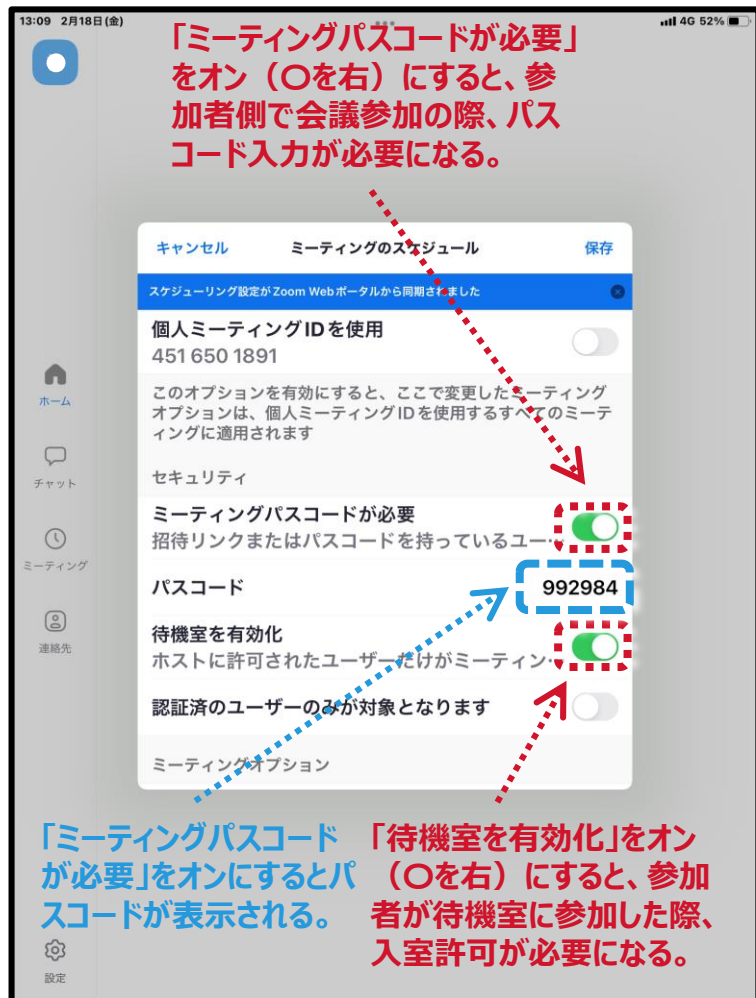 13:09 2月18日(金)
4G 52%
「ミーティングパスコードが必要」
をオン（〇を右）にすると、参
加者側で会議参加の際、パス
コード入力が必要になる。
キャンセル ミーティングのスケジュール 保存
スケジューリング設定がZoom Webポータルから同期されました
個人ミーティングIDを使用
451 650 1891
このオプションを有効にすると、ここで変更したミーティング
オプションは、個人ミーティングIDを使用するすべてのミーテ
ィングに適用されます
セキュリティ
ミーティングパスコードが必要
招待リンクまたはパスコードを持っているユー…
パスコード 992984
待機室を有効化
ホストに許可されたユーザーだけがミーティン…
認証済のユーザーのみが対象となります
ミーティングオプション
ホーム
チャット
ミーティング
連絡先
「ミーティングパスコード
が必要」をオンにするとパ
スコードが表示される。
「待機室を有効化」をオン
（〇を右）にすると、参加
者が待機室に参加した際、
入室許可が必要になる。
設定